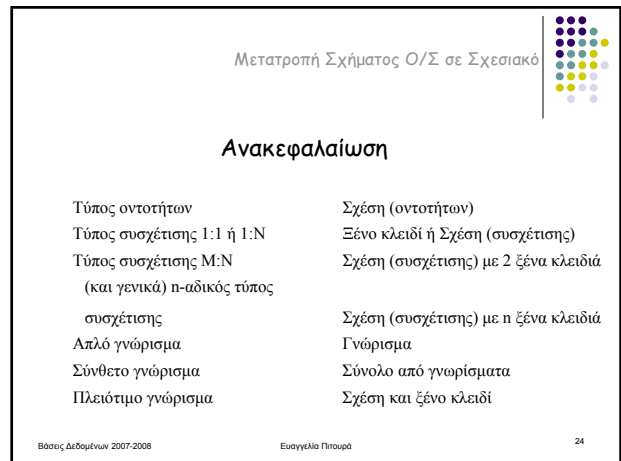 Μετατροπή Σχήματος Ο/Σ σε Σχεσιακό
Ανακεφαλαίωση
Τύπος οντοτήτων Σχέση (οντοτήτων)
Τύπος συσχέτισης 1:1 ή 1:Ν Ξένο κλειδί ή Σχέση (συσχέτισης)
Τύπος συσχέτισης Μ:Ν Σχέση (συσχέτισης) με 2 ξένα κλειδιά
(και γενικά) n-αδικός τύπος
συσχέτισης Σχέση (συσχέτισης) με n ξένα κλειδιά
Απλό γνώρισμα Γνώρισμα
Σύνθετο γνώρισμα Σύνολο από γνωρίσματα
Πλειότιμο γνώρισμα Σχέση και ξένο κλειδί
Βάσεις Δεδομένων 2007-2008 Ευαγγελία Πιτουρά 24